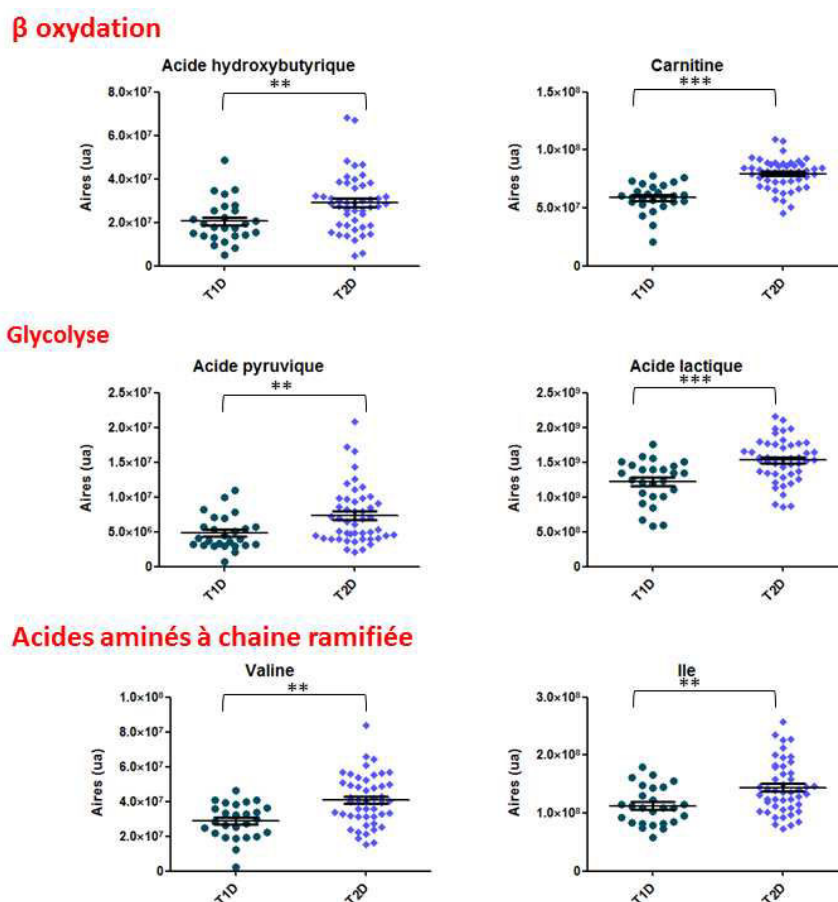 β oxydation
Acide hydroxybutyrique
**
Aires (ua)
8.0×10⁷
6.0×10⁷
4.0×10⁷
2.0×10⁷
0
T1D
T2D
Carnitine
***
Aires (ua)
1.5×10⁸
1.0×10⁸
5.0×10⁷
0
T1D
T2D
Glycolyse
Acide pyruvique
**
Aires (ua)
2.5×10⁷
2.0×10⁷
1.5×10⁷
1.0×10⁷
5.0×10⁶
0
T1D
T2D
Acide lactique
***
Aires (ua)
2.5×10⁹
2.0×10⁹
1.5×10⁹
1.0×10⁹
5.0×10⁸
0
T1D
T2D
Acides aminés à chaine ramifiée
Valine
**
Aires (ua)
1.0×10⁸
8.0×10⁷
6.0×10⁷
4.0×10⁷
2.0×10⁷
0
T1D
T2D
Ile
**
Aires (ua)
3.0×10⁸
2.0×10⁸
1.0×10⁸
0
T1D
T2D